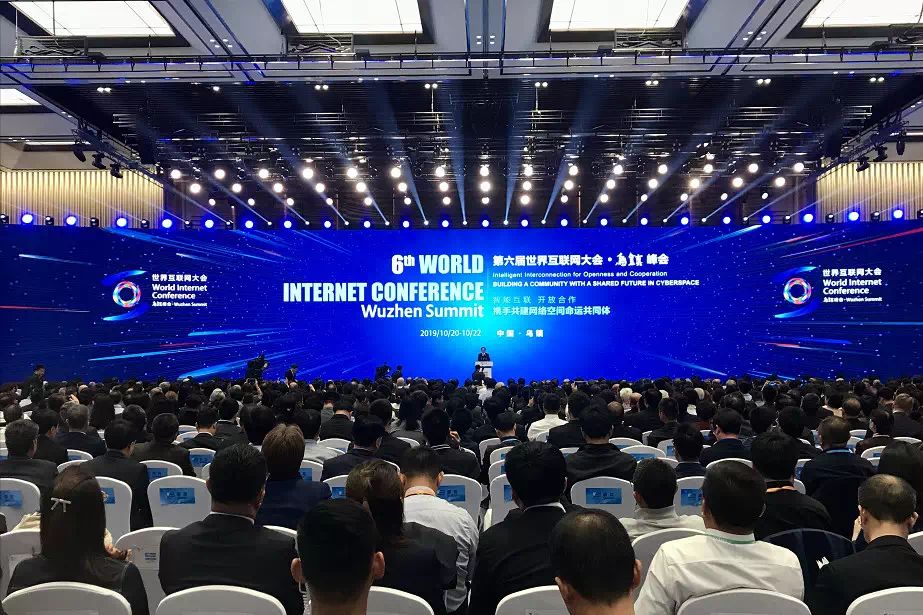 世界互联网大会
World Internet
Conference
乌镇峰会·Wuzhen Summit
6th WORLD
INTERNET CONFERENCE
Wuzhen Summit
2019/10/20-10/22
第六届世界互联网大会·乌镇峰会
Intelligent Interconnection for Openness and Cooperation
BUILDING A COMMUNITY WITH A SHARED FUTURE IN CYBERSPACE
智能互联 开放合作
携手共建网络空间命运共同体
中国·乌镇
世界互联网大会
World Internet
Conference
乌镇峰会·Wuzhen Summit